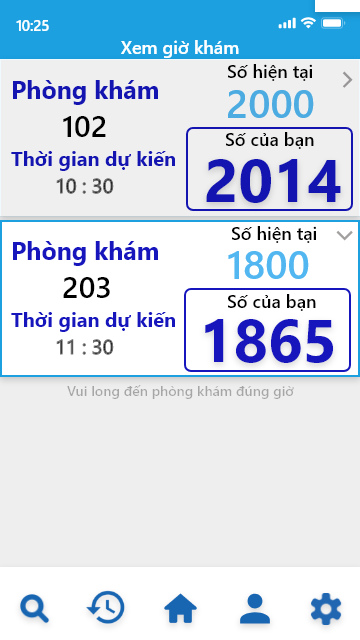 10:25
Xem giờ khám
Phòng khám
102
Thời gian dự kiến
10 : 30
Số hiện tại
2000
Số của bạn
2014
Phòng khám
203
Thời gian dự kiến
11 : 30
Số hiện tại
1800
Số của bạn
1865
Vui long đến phòng khám đúng giờ